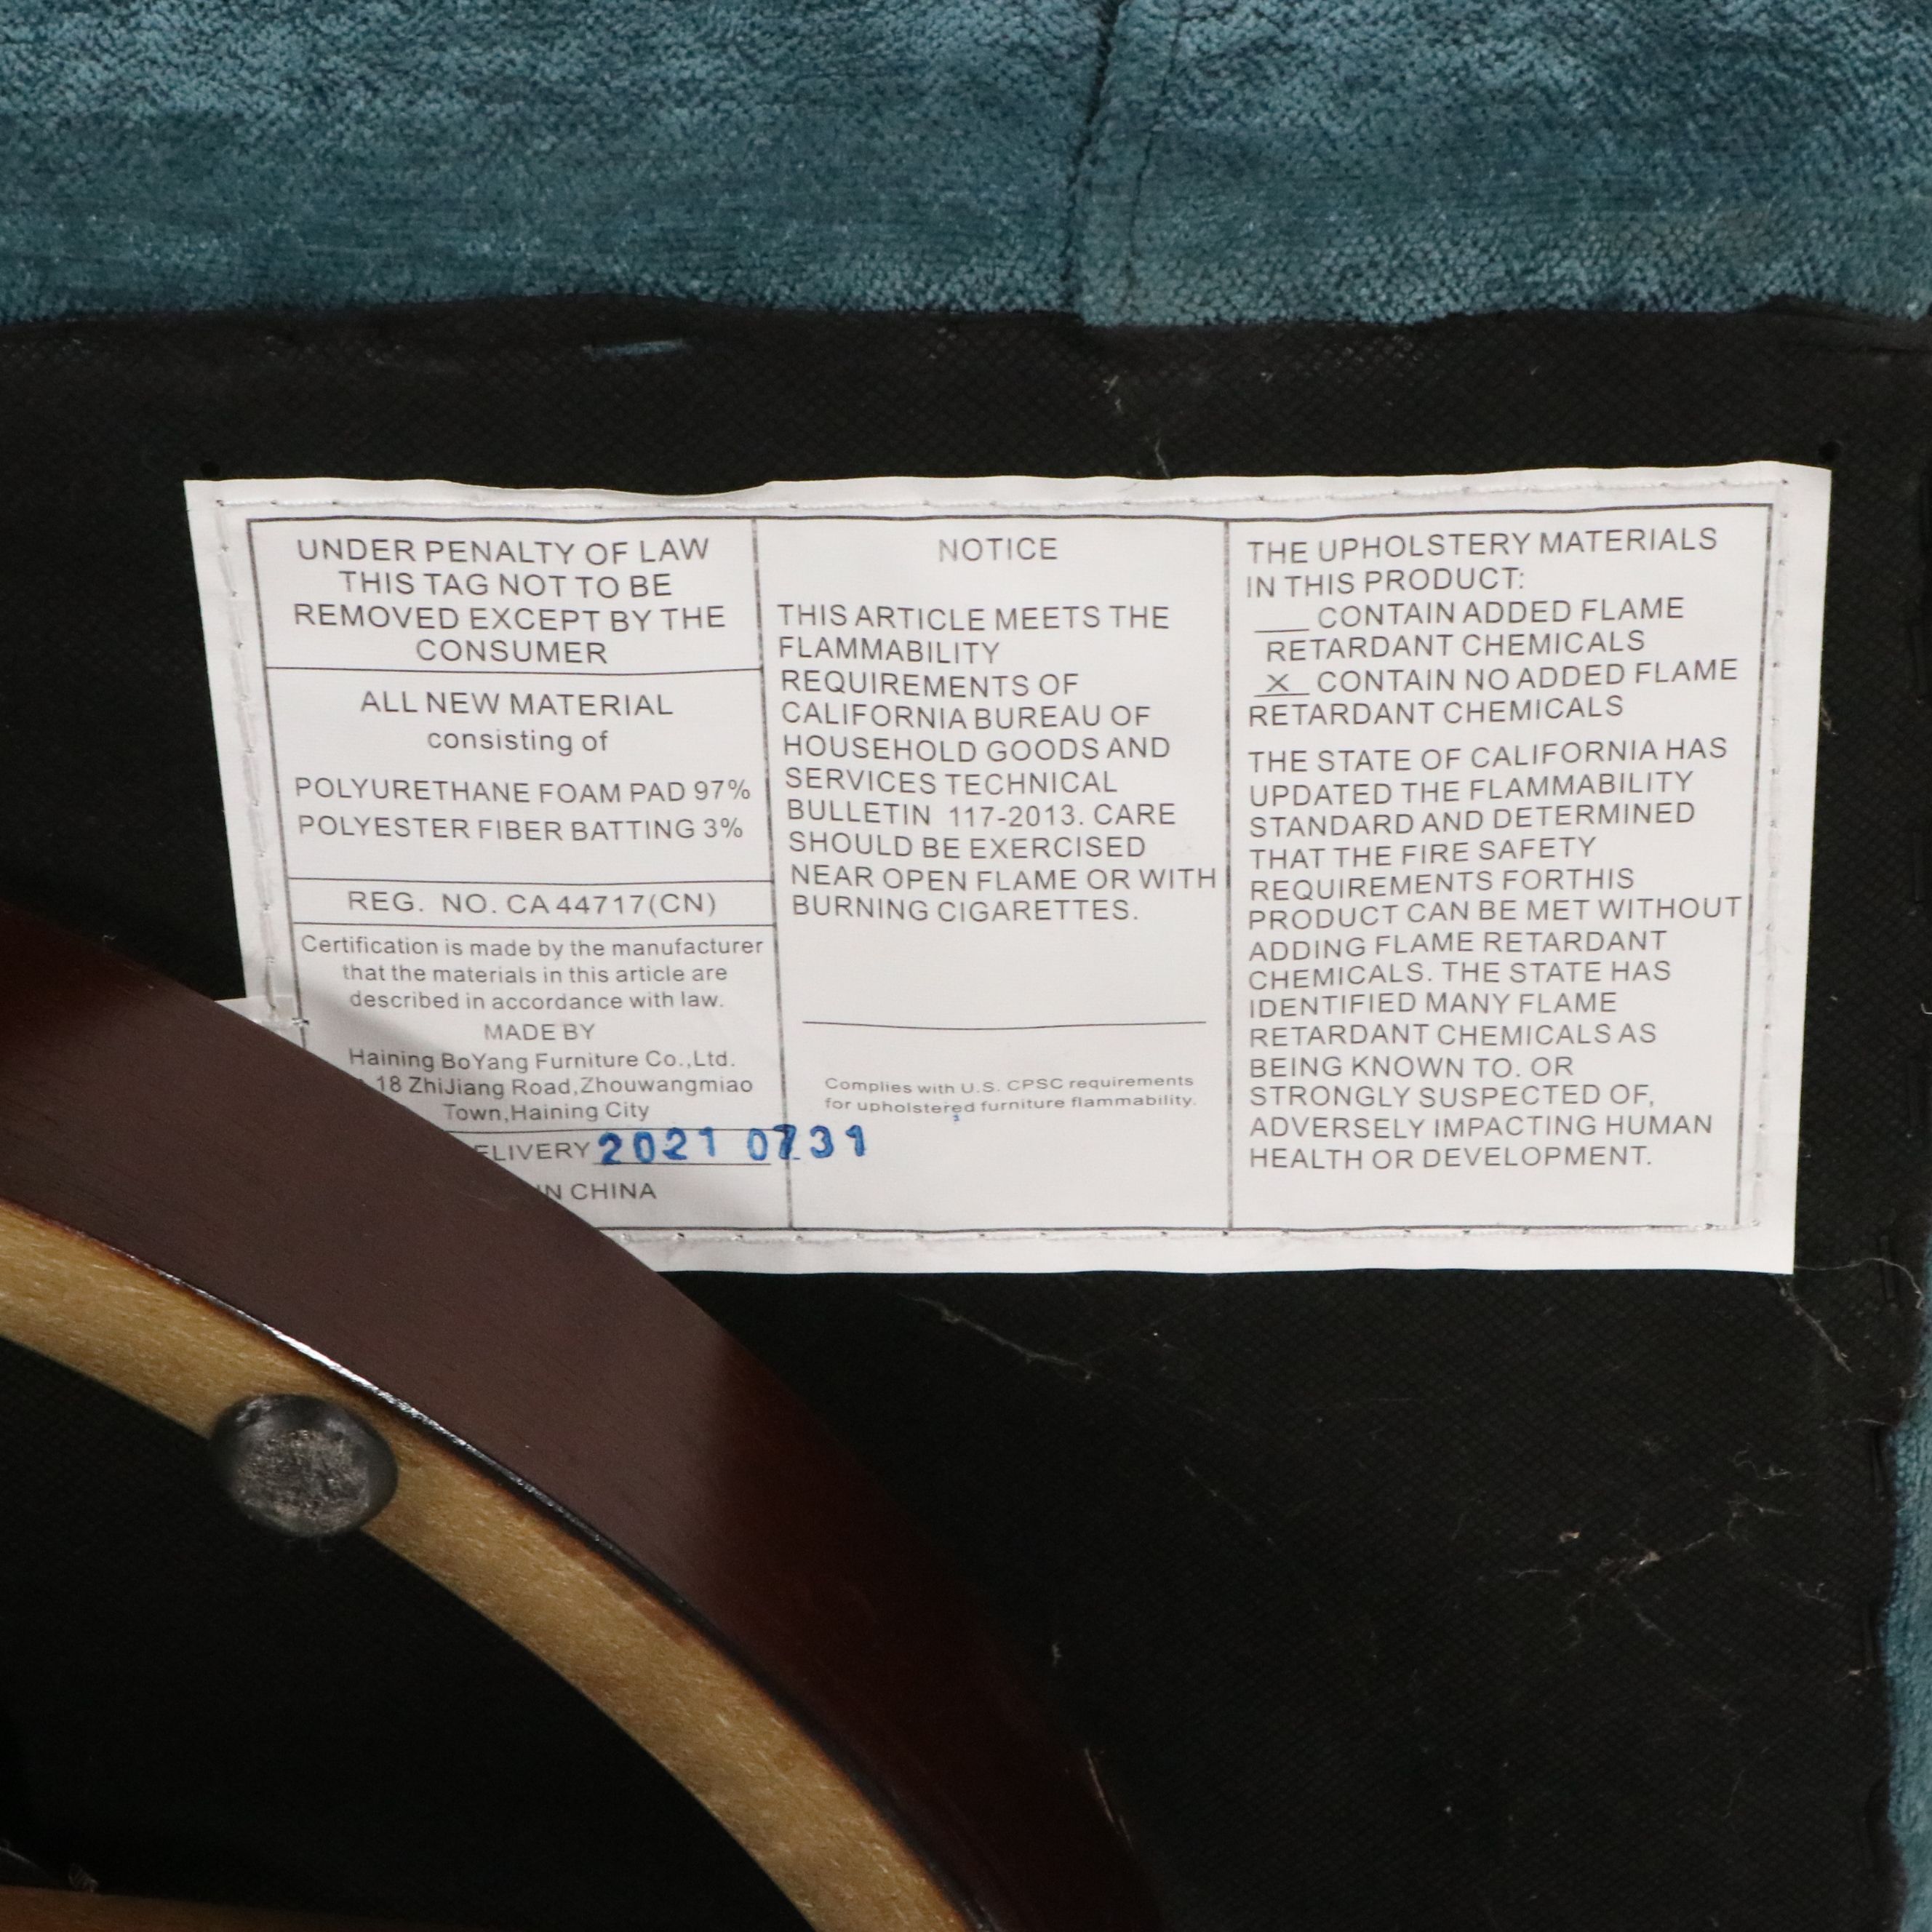 UNDER PENALTY OF LAW
THIS TAG NOT TO BE
REMOVED EXCEPT BY THE
CONSUMER
ALL NEW MATERIAL
consisting of
POLYURETHANE FOAM PAD 97%
POLYESTER FIBER BATTING 3%
REG. NO. CA 44717(CN)
Certification is made by the manufacturer
that the materials in this article are
described in accordance with law.
MADE BY
Haining BoYang Furniture Co.,Ltd.
18 ZhiJiang Road,Zhouwangmiao
Town,Haining City
2021 0731
IN CHINA
NOTICE
THIS ARTICLE MEETS THE
FLAMMABILITY
REQUIREMENTS OF
CALIFORNIA BUREAU OF
HOUSEHOLD GOODS AND
SERVICES TECHNICAL
BULLETIN 117-2013. CARE
SHOULD BE EXERCISED
NEAR OPEN FLAME OR WITH
BURNING CIGARETTES.
Complies with U.S. CPSC requirements
for upholstered furniture flammability.
THE UPHOLSTERY MATERIALS
IN THIS PRODUCT:
___ CONTAIN ADDED FLAME
RETARDANT CHEMICALS
X CONTAIN NO ADDED FLAME
RETARDANT CHEMICALS
THE STATE OF CALIFORNIA HAS
UPDATED THE FLAMMABILITY
STANDARD AND DETERMINED
THAT THE FIRE SAFETY
REQUIREMENTS FORTHIS
PRODUCT CAN BE MET WITHOUT
ADDING FLAME RETARDANT
CHEMICALS. THE STATE HAS
IDENTIFIED MANY FLAME
RETARDANT CHEMICALS AS
BEING KNOWN TO. OR
STRONGLY SUSPECTED OF,
ADVERSELY IMPACTING HUMAN
HEALTH OR DEVELOPMENT.